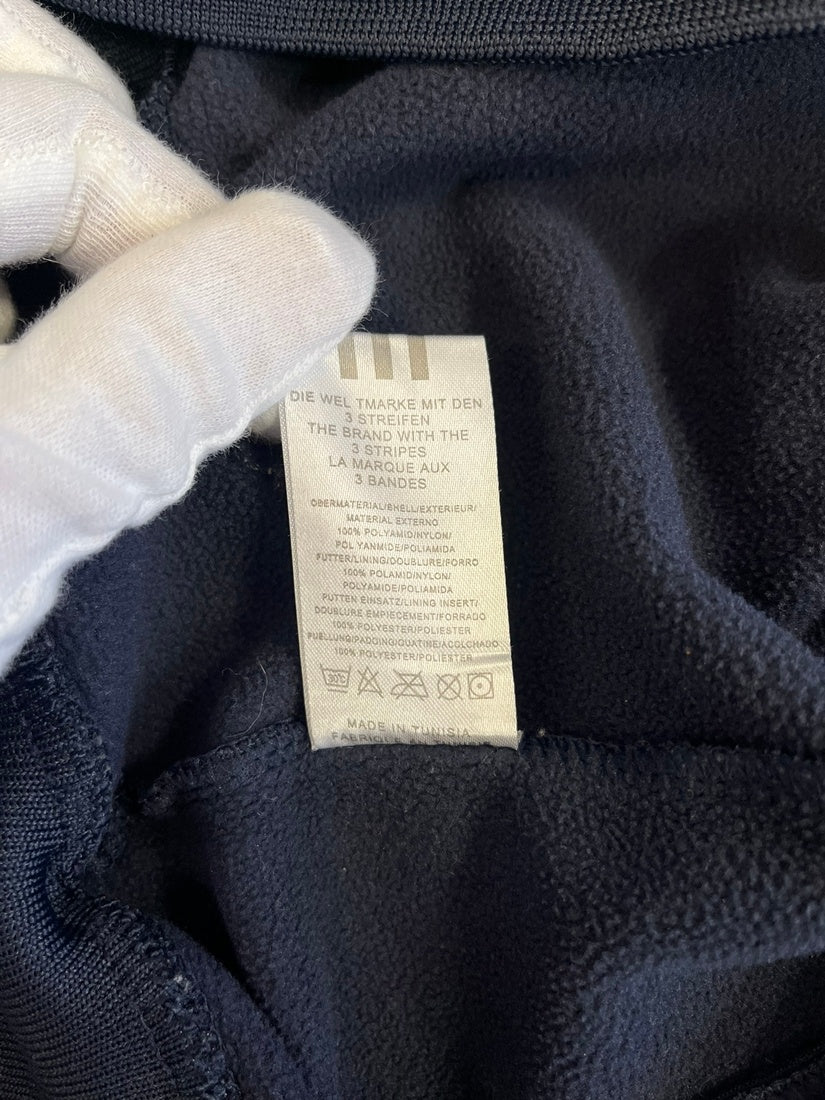 DIE WEL TMARKE MIT DEN
3 STREIFEN
THE BRAND WITH THE
3 STRIPES
LA MARQUE AUX
3 BANDES
OBERMATERIAL/SHELL/EXTERIEUR/
MATERIAL EXTERNO
100% POLYAMID/NYLON/
POL YANMIDE/POLIAMIDA
FUTTER/LINING/DOUBLURE/FORRO
100% POLAMID/NYLON/
POLYAMIDE/POLIAMIDA
PUTTEN EINSATZ/LINING INSERT/
DOUBLURE EMPIECEMENT/FORRADO
100% POLYESTER/POLIESTER
FUELLUNG/PADDING/OUATINE/ACOLCHADO
100% POLYESTER/POLIESTER
30°C
MADE IN TUNISIA
FABRIQUE